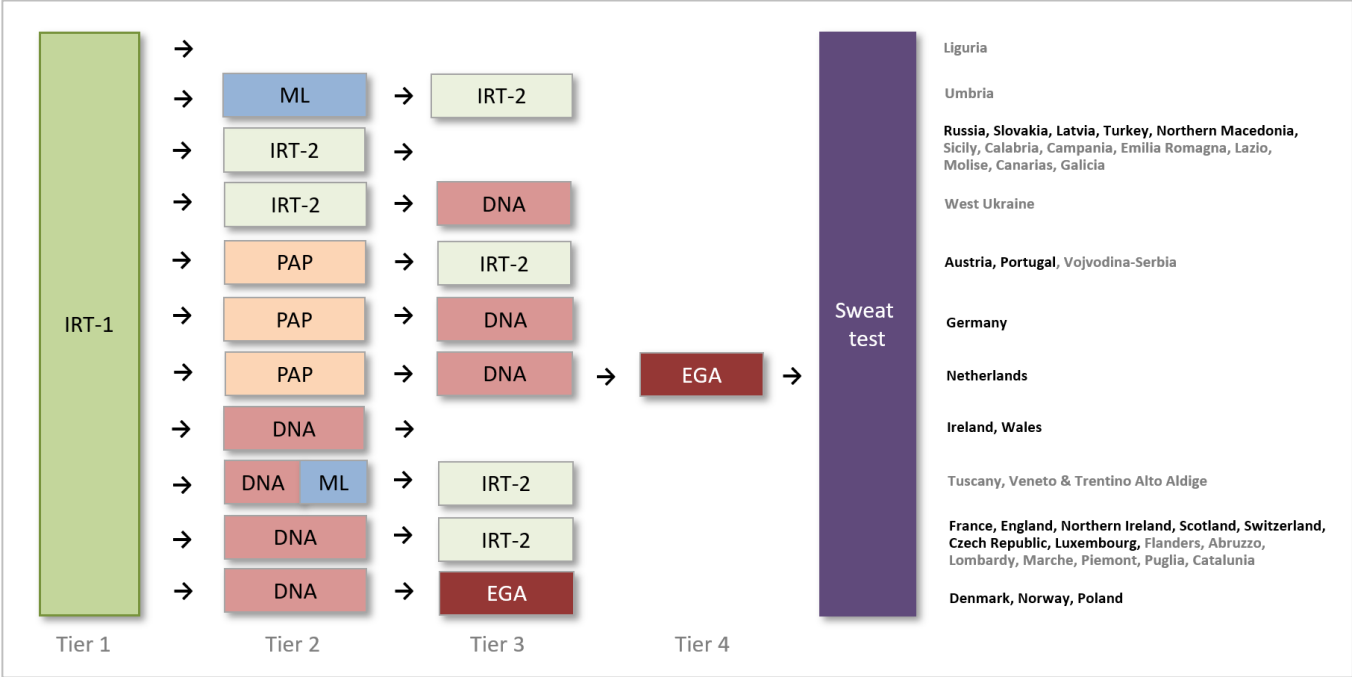 Liguria
ML
IRT-2
Umbria
IRT-2
Russia, Slovakia, Latvia, Turkey, Northern Macedonia,
Sicily, Calabria, Campania, Emilia Romagna, Lazio,
Molise, Canarias, Galicia
IRT-2
DNA
West Ukraine
PAP
IRT-2
Austria, Portugal, Vojvodina-Serbia
IRT-1
PAP
DNA
Sweat
test
Germany
PAP
DNA
EGA
Netherlands
DNA
Ireland, Wales
DNA
ML
IRT-2
Tuscany, Veneto & Trentino Alto Aldige
DNA
IRT-2
France, England, Northern Ireland, Scotland, Switzerland,
Czech Republic, Luxembourg, Flanders, Abruzzo,
Lombardy, Marche, Piemont, Puglia, Catalunia
DNA
EGA
Denmark, Norway, Poland
Tier 1
Tier 2
Tier 3
Tier 4